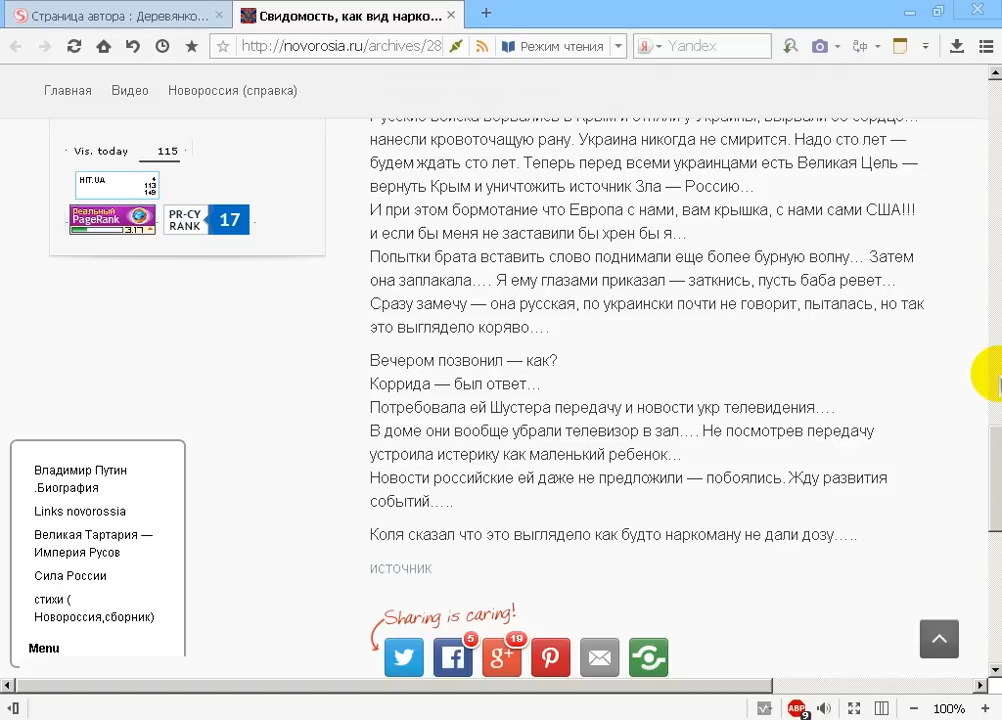 Страница автора : Деревянко...
Свидомость, как вид нарко...
http://novorosia.ru/archives/28
Режим чтения
Yandex
Главная
Видео
Новороссия (справка)
Vis. today 115
HIT.UA
4
113
149
Реальный
PageRank
3.17
PR-CY
RANK
17
нанесли кровоточащую рану. Украина никогда не смирится. Надо сто лет —
будем ждать сто лет. Теперь перед всеми украинцами есть Великая Цель —
вернуть Крым и уничтожить источник Зла — Россию…
И при этом бормотание что Европа с нами, вам крышка, с нами сами США!!!
и если бы меня не заставили бы хрен бы я…
Попытки брата вставить слово поднимали еще более бурную волну… Затем
она заплакала…. Я ему глазами приказал — заткнись, пусть баба ревет…
Сразу замечу — она русская, по украински почти не говорит, пыталась, но так
это выглядело коряво….
Вечером позвонил — как?
Коррида — был ответ…
Потребовала ей Шустера передачу и новости укр телевидения….
В доме они вообще убрали телевизор в зал…. Не посмотрев передачу
устроила истерику как маленький ребенок…
Новости российские ей даже не предложили — побоялись. Жду развития
событий…..
Коля сказал что это выглядело как будто наркоману не дали дозу…..
источник
Sharing is caring!
5
19
Владимир Путин
.Биография
Links novorossia
Великая Тартария —
Империя Русов
Сила России
стихи (
Новороссия,сборник)
Menu
ABP
9
100%